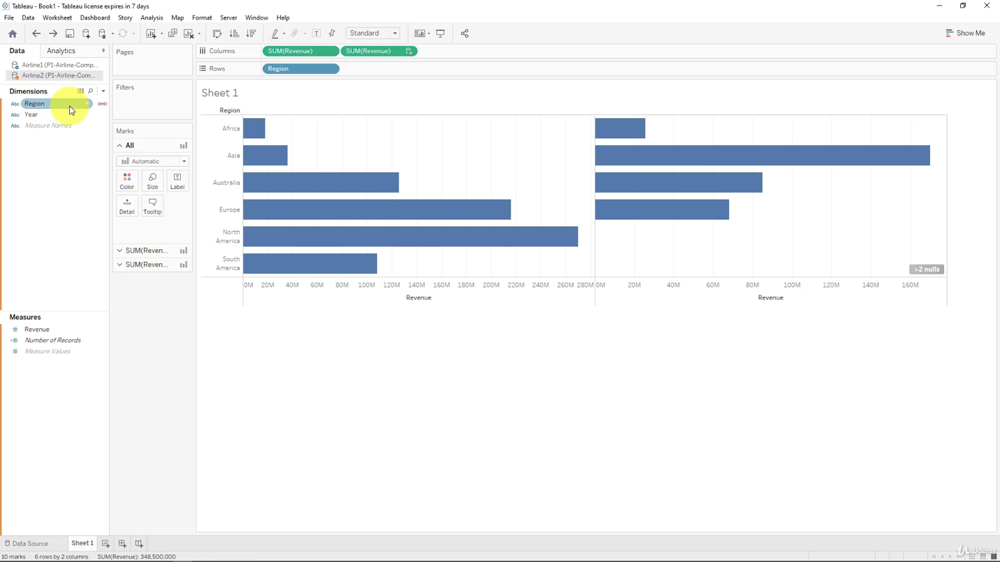 Tableau - Book1 - Tableau license expires in 7 days
File Data Worksheet Dashboard Story Analysis Map Format Server Window Help
Standard
Show Me
Data Analytics
Pages
Columns SUM(Revenue) SUM(Revenue)
Airline1 (P1-Airline-Comp...
Airline2 (P1-Airline-Com...
Rows Region
Filters
Dimensions
Abc Region
Abc Year
Abc Measure Names
Sheet 1
Region
Marks
All
Automatic
Color Size Label
Detail Tooltip
SUM(Reven...
SUM(Reven...
Africa
Asia
Australia
Europe
North
America
South
America
>2 nulls
0M 20M 40M 60M 80M 100M 120M 140M 160M 180M 200M 220M 240M 260M 280M 0M 20M 40M 60M 80M 100M 120M 140M 160M
Revenue Revenue
Measures
Revenue
Number of Records
Measure Values
Data Source Sheet 1
10 marks 6 rows by 2 columns SUM(Revenue): 348,500,000
Udemy